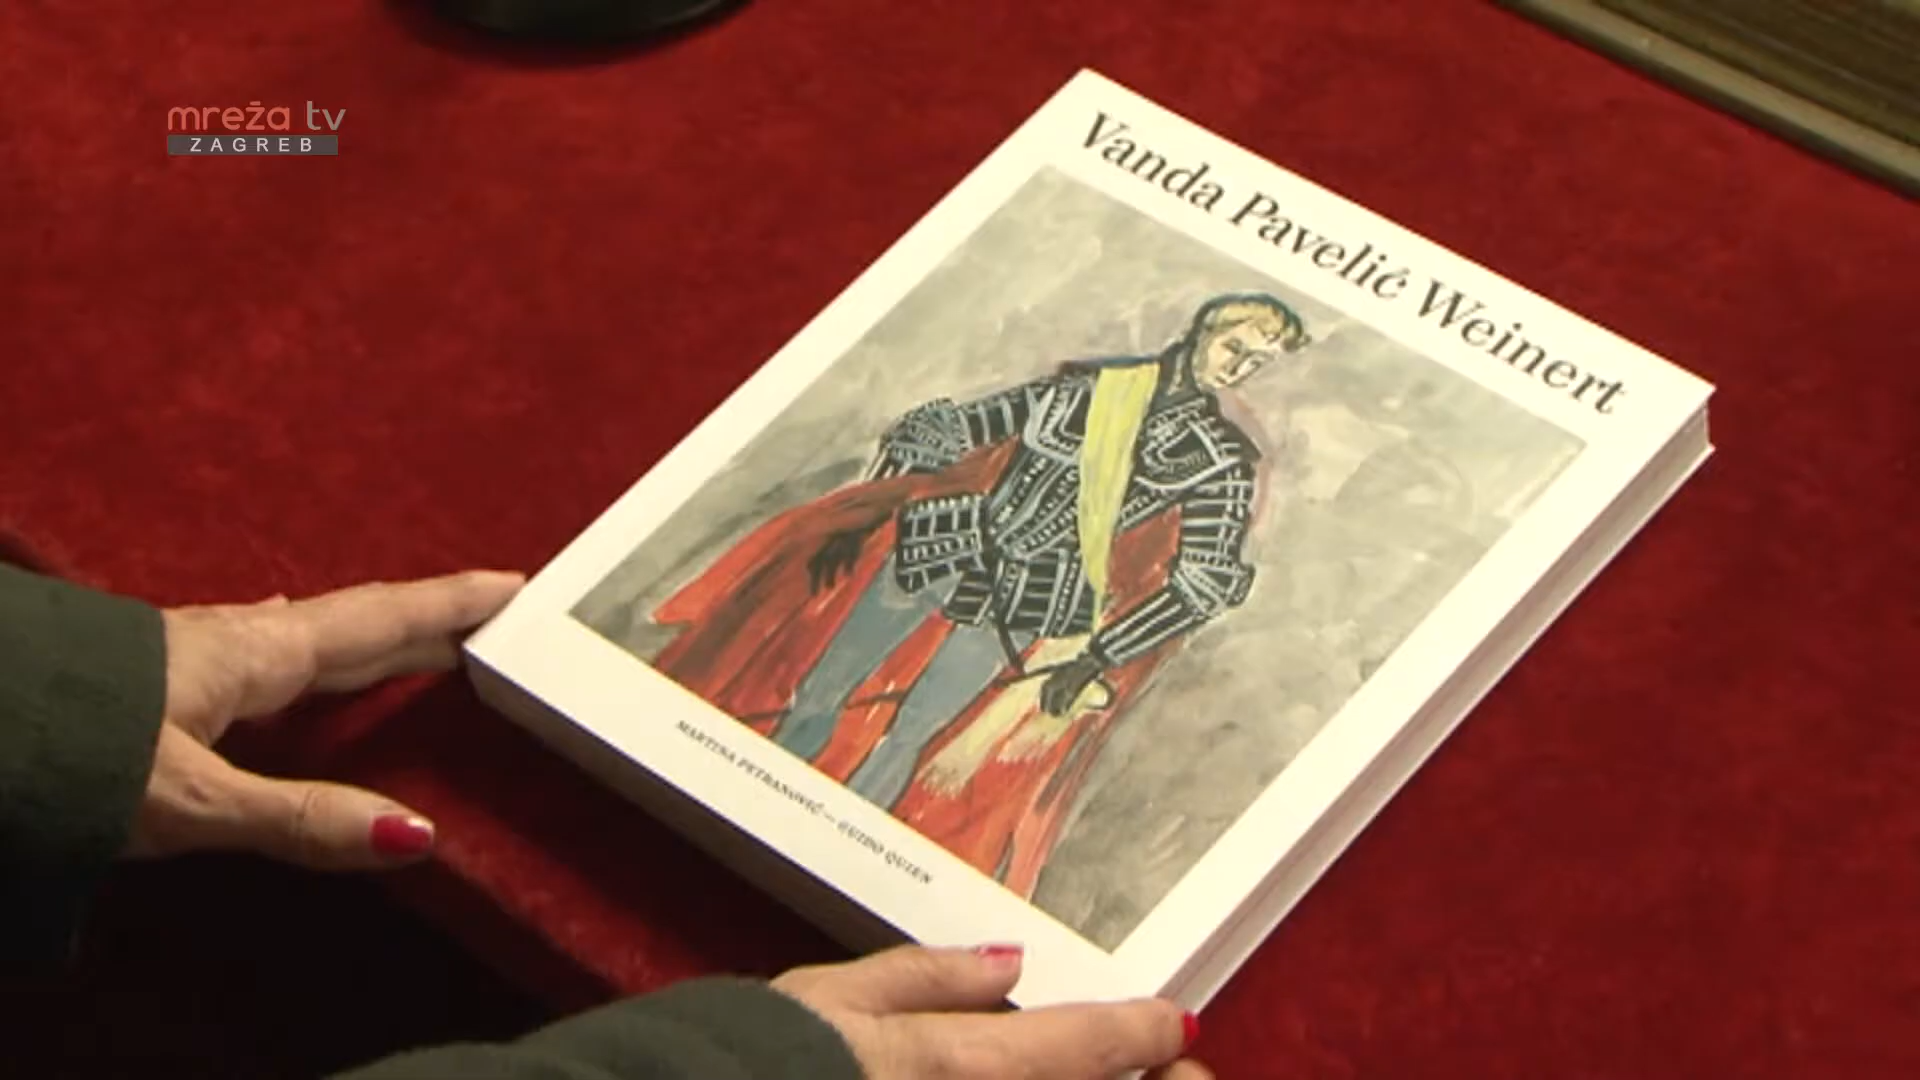 mreža tv
ZAGREB
Vanda Pavelić Weinert
MARTINA PETRANOVIĆ — GUIDO QUIEN